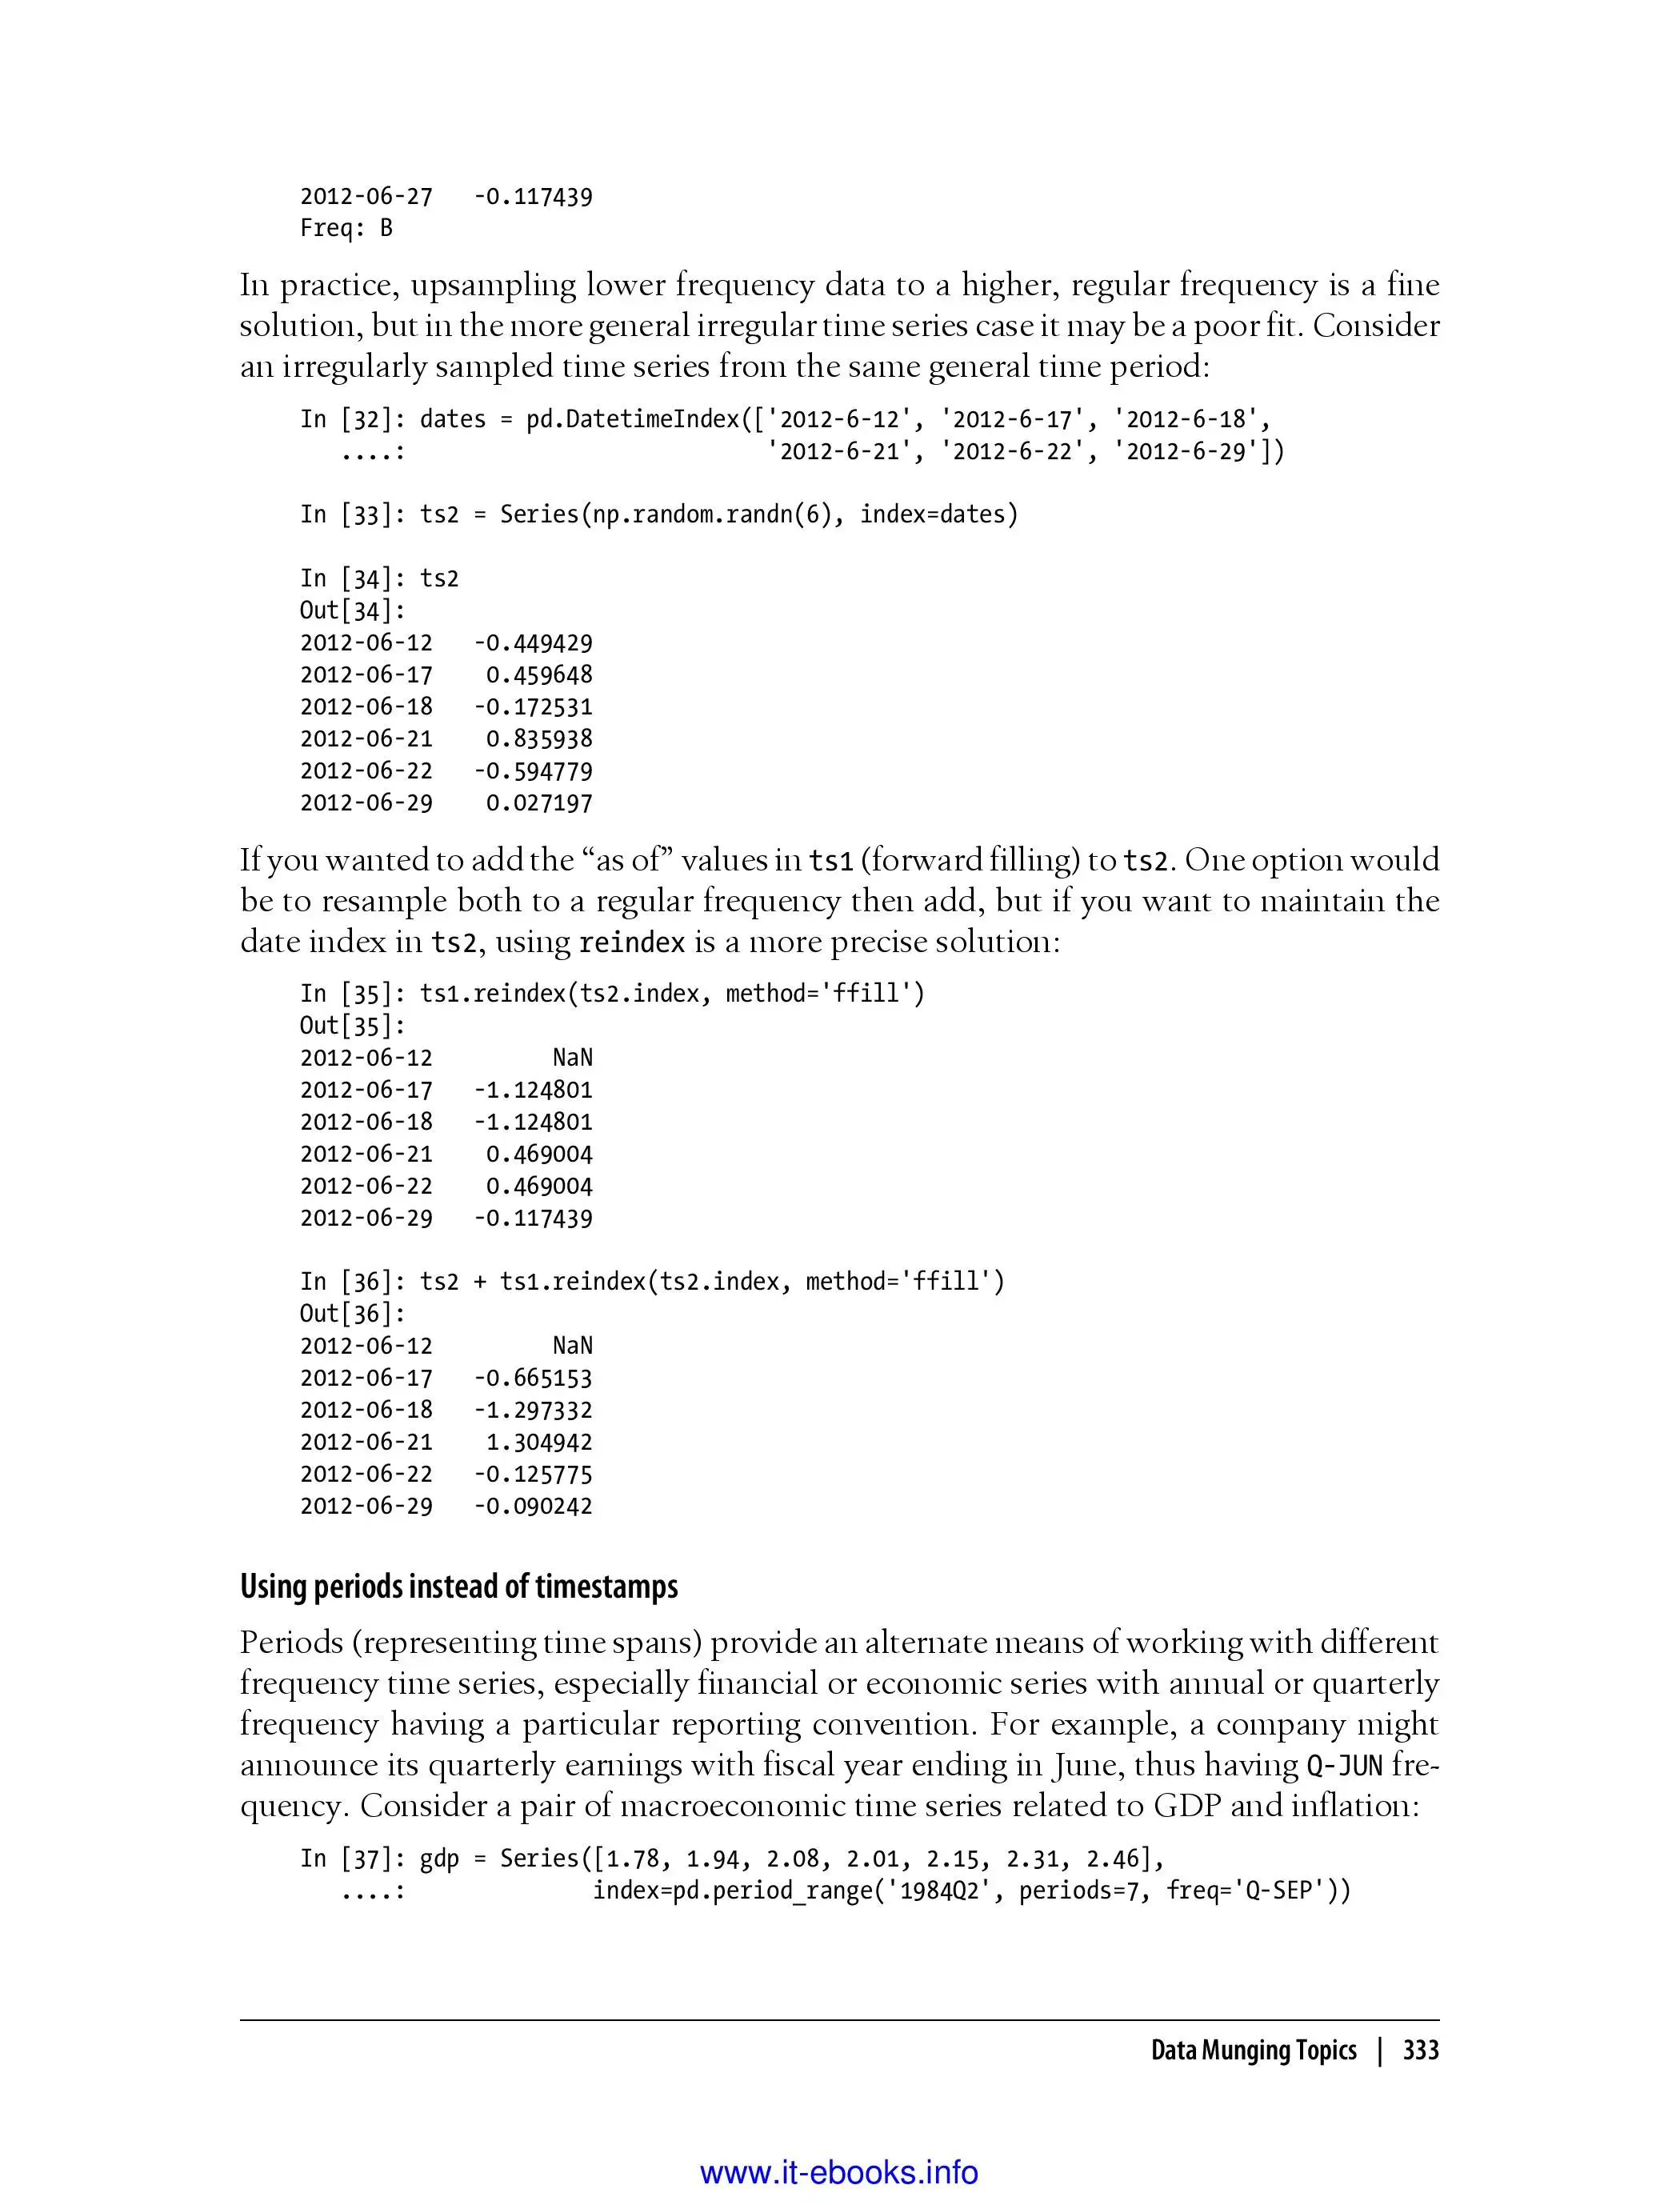 2012-06-27   -0.117439
Freq: B
In practice, upsampling lower frequency data to a higher, regular frequency is a fine
solution, but in the more general irregular time series case it may be a poor fit. Consider
an irregularly sampled time series from the same general time period:
In [32]: dates = pd.DatetimeIndex(['2012-6-12', '2012-6-17', '2012-6-18',
   ....:                           '2012-6-21', '2012-6-22', '2012-6-29'])
In [33]: ts2 = Series(np.random.randn(6), index=dates)
In [34]: ts2
Out[34]:
2012-06-12   -0.449429
2012-06-17    0.459648
2012-06-18   -0.172531
2012-06-21    0.835938
2012-06-22   -0.594779
2012-06-29    0.027197
If you wanted to add the “as of” values in ts1 (forward filling) to ts2. One option would
be to resample both to a regular frequency then add, but if you want to maintain the
date index in ts2, using reindex is a more precise solution:
In [35]: ts1.reindex(ts2.index, method='ffill')
Out[35]:
2012-06-12         NaN
2012-06-17   -1.124801
2012-06-18   -1.124801
2012-06-21    0.469004
2012-06-22    0.469004
2012-06-29   -0.117439
In [36]: ts2 + ts1.reindex(ts2.index, method='ffill')
Out[36]:
2012-06-12         NaN
2012-06-17   -0.665153
2012-06-18   -1.297332
2012-06-21    1.304942
2012-06-22   -0.125775
2012-06-29   -0.090242
Using periods instead of timestamps
Periods (representing time spans) provide an alternate means of working with different
frequency time series, especially financial or economic series with annual or quarterly
frequency having a particular reporting convention. For example, a company might
announce its quarterly earnings with fiscal year ending in June, thus having Q-JUN fre-
quency. Consider a pair of macroeconomic time series related to GDP and inflation:
In [37]: gdp = Series([1.78, 1.94, 2.08, 2.01, 2.15, 2.31, 2.46],
   ....:              index=pd.period_range('1984Q2', periods=7, freq='Q-SEP'))
Data Munging Topics | 333
www.it-ebooks.info